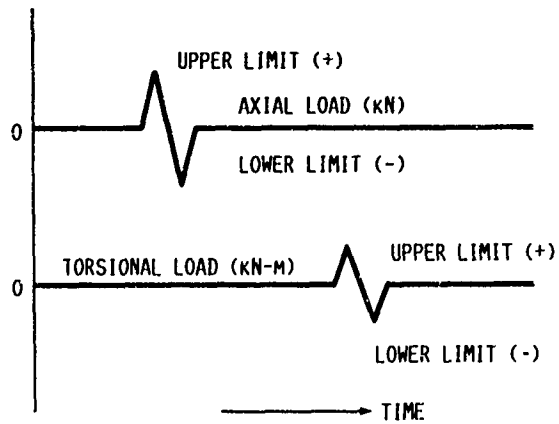 UPPER LIMIT (+)
0
AXIAL LOAD (KN)
LOWER LIMIT (-)
TORSIONAL LOAD (KN-M)
UPPER LIMIT (+)
0
LOWER LIMIT (-)
TIME